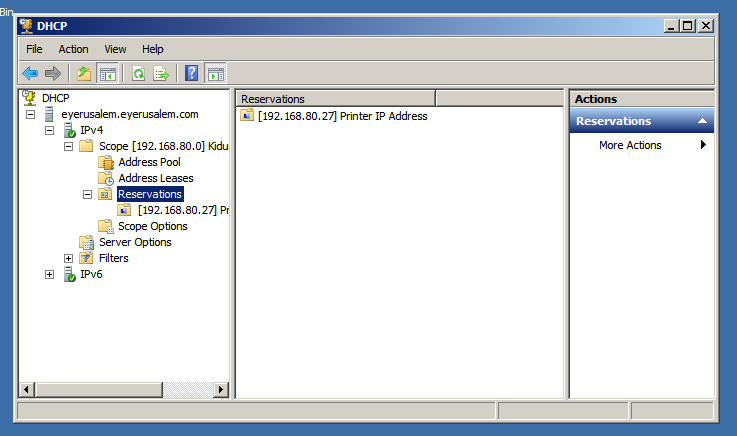 Bin
DHCP
File Action View Help
DHCP
eyerusalem.eyerusalem.com
IPv4
Scope [192.168.80.0] Kidu
Address Pool
Address Leases
Reservations
[192.168.80.27] Pr
Scope Options
Server Options
Filters
IPv6
Reservations
[192.168.80.27] Printer IP Address
Actions
Reservations
More Actions